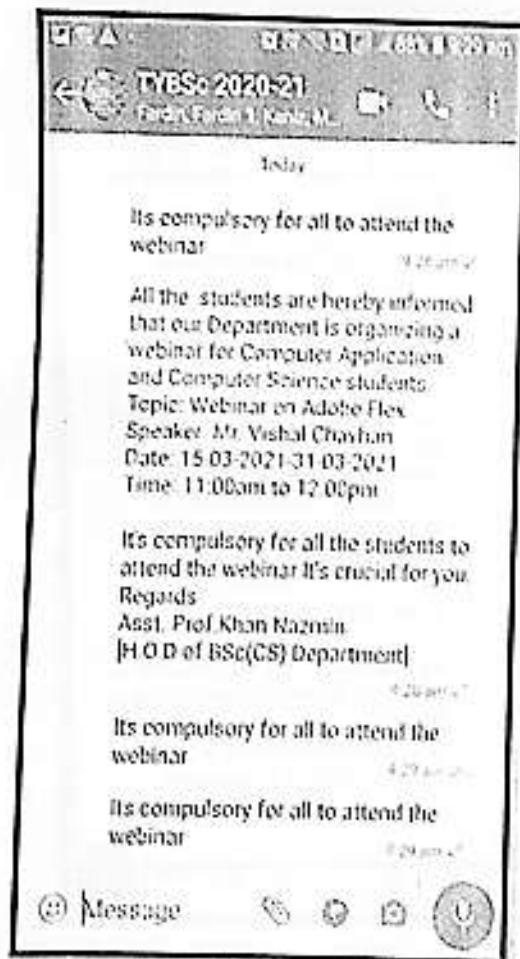 TYBSc 2020-21
Today
Its compulsory for all to attend the
webinar
All the students are hereby informed
that our Department is organizing a
webinar for Computer Application
and Computer Science students
Topic: Webinar on Adobe Flex
Speaker: Mr. Vishal Chavhan
Date: 15-03-2021-31-03-2021
Time: 11:00am to 12:00pm
It's compulsory for all the students to
attend the webinar It's crucial for you.
Regards
Asst. Prof.Khan
[H.O.D of BSc(CS) Department]
Its compulsory for all to attend the
webinar
Its compulsory for all to attend the
webinar
Message